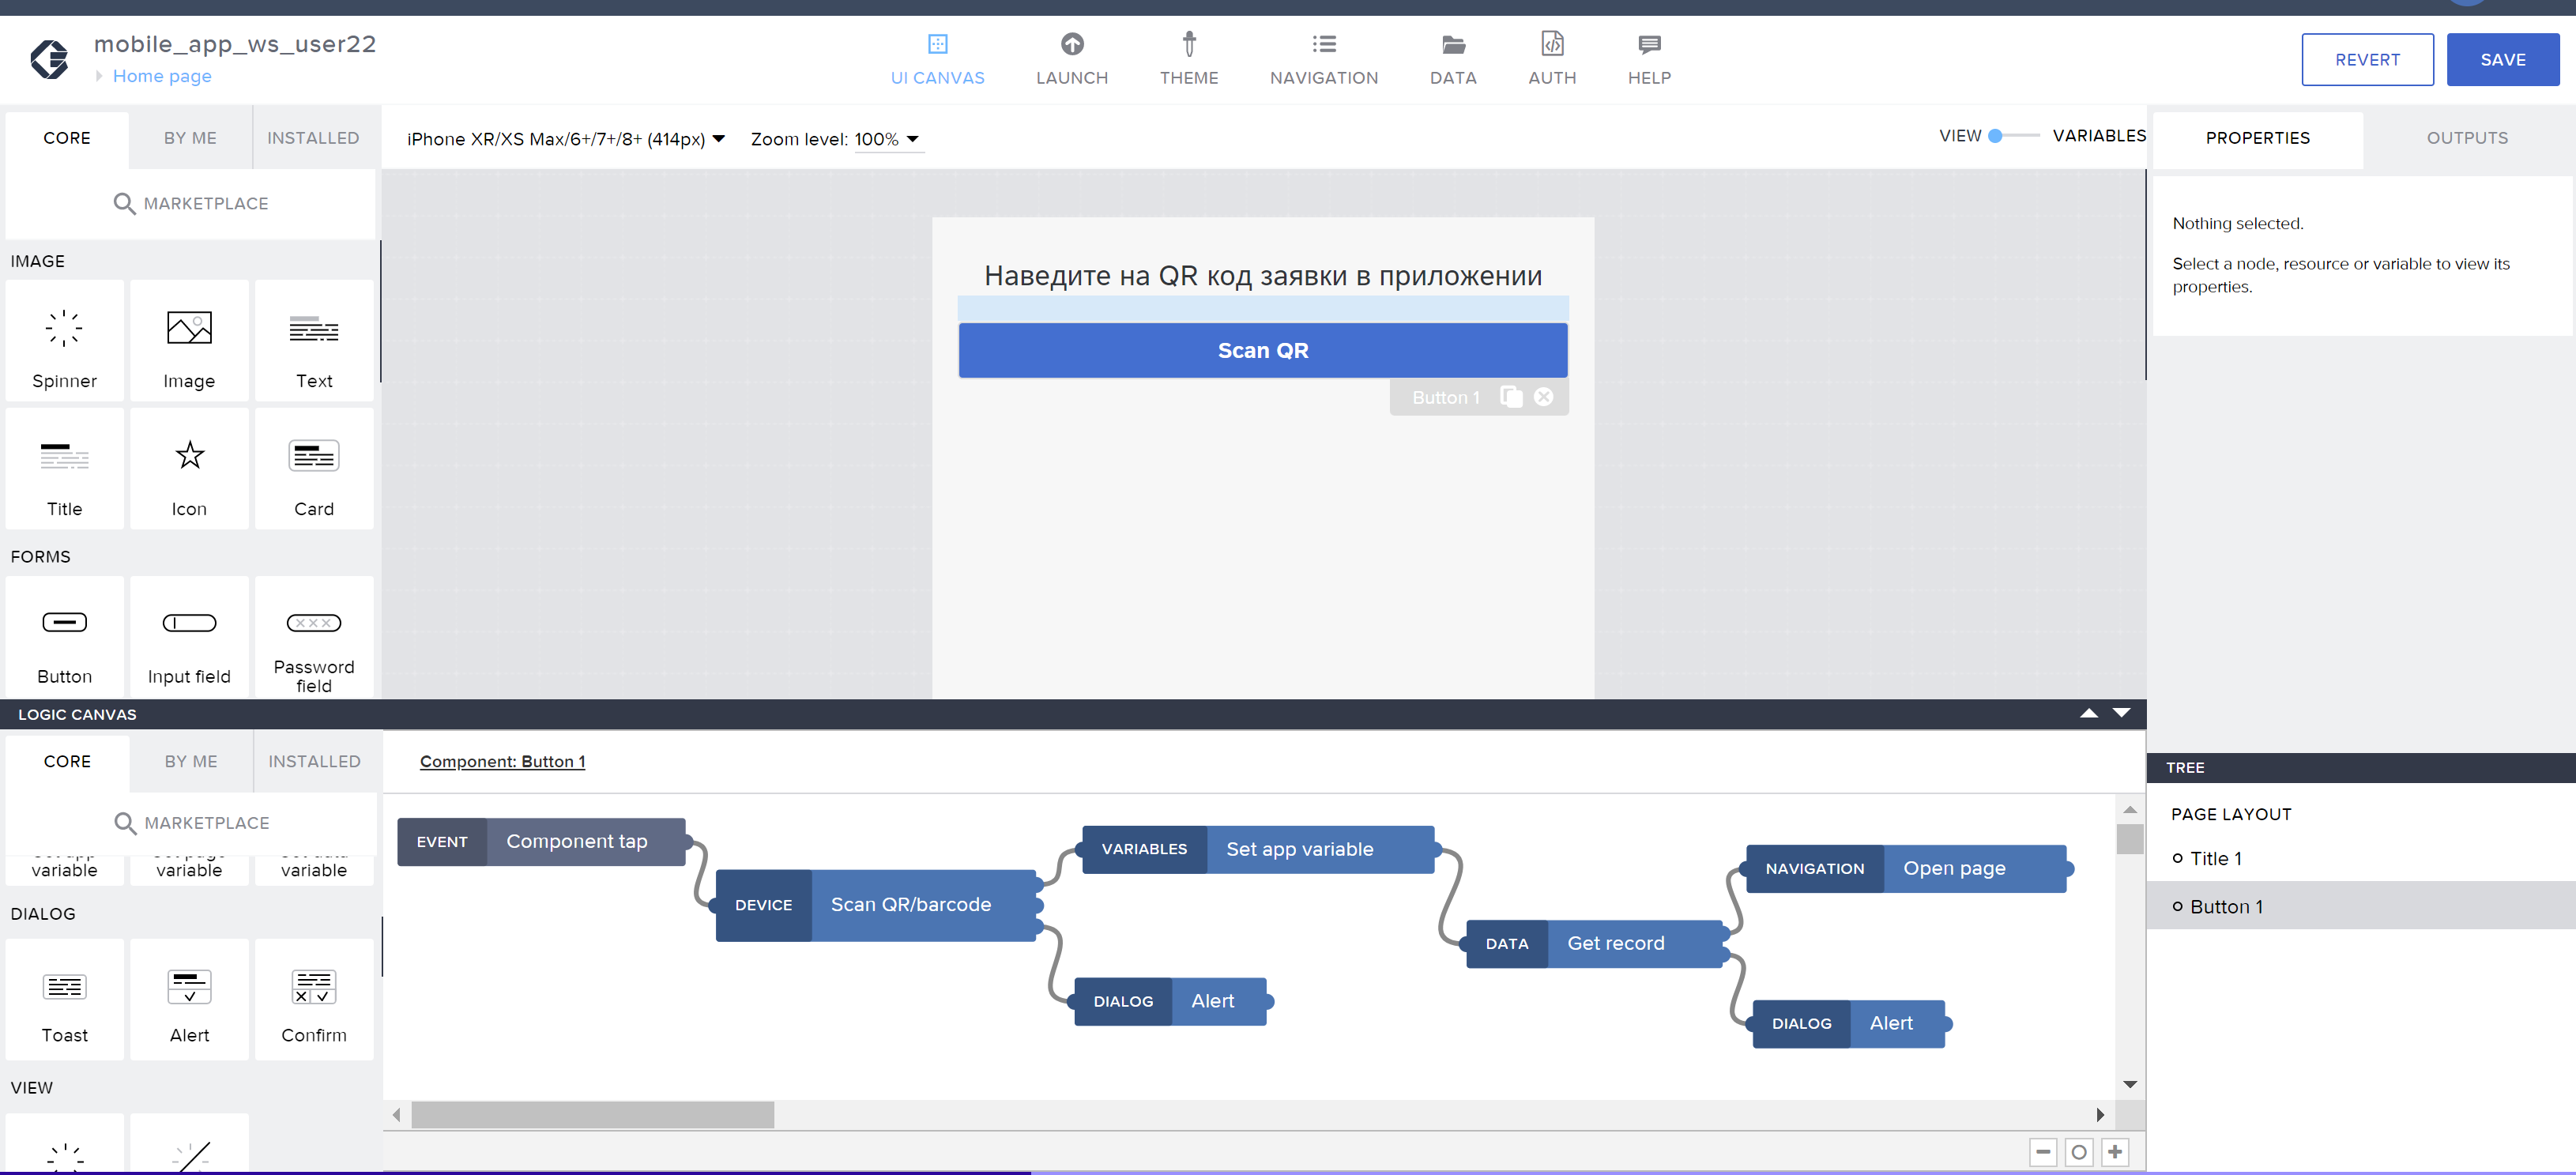 mobile_app_ws_user22
Home page
UI CANVAS
LAUNCH
THEME
NAVIGATION
DATA
AUTH
HELP
REVERT
SAVE
CORE
BY ME
INSTALLED
MARKETPLACE
iPhone XR/XS Max/6+/7+/8+ (414px)
Zoom level: 100%
VIEW
VARIABLES
PROPERTIES
OUTPUTS
Nothing selected.
Select a node, resource or variable to view its
properties.
IMAGE
Spinner
Image
Text
Title
Icon
Card
FORMS
Button
Input field
Password
field
Наведите на QR код заявки в приложении
Scan QR
Button 1
LOGIC CANVAS
CORE
BY ME
INSTALLED
MARKETPLACE
variable
variable
variable
DIALOG
Toast
Alert
Confirm
VIEW
Component: Button 1
EVENT Component tap
DEVICE Scan QR/barcode
VARIABLES Set app variable
DIALOG Alert
DATA Get record
NAVIGATION Open page
DIALOG Alert
TREE
PAGE LAYOUT
Title 1
Button 1